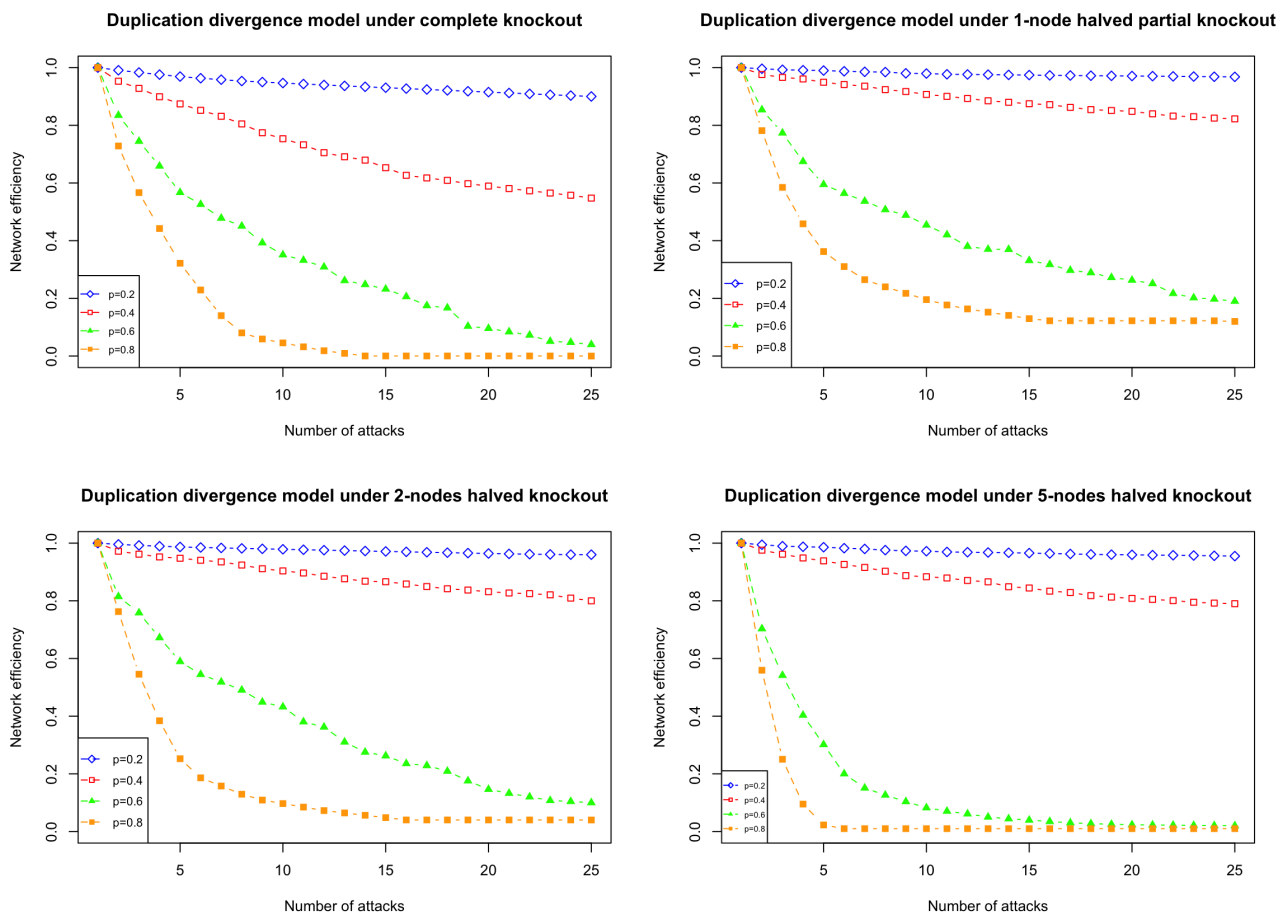 Duplication divergence model under complete knockout
Network efficiency
1.0
0.8
0.6
0.4
0.2
0.0
p=0.2
p=0.4
p=0.6
p=0.8
5 10 15 20 25
Number of attacks
Duplication divergence model under 1-node halved partial knockout
Network efficiency
1.0
0.8
0.6
0.4
0.2
0.0
p=0.2
p=0.4
p=0.6
p=0.8
5 10 15 20 25
Number of attacks
Duplication divergence model under 2-nodes halved knockout
Network efficiency
1.0
0.8
0.6
0.4
0.2
0.0
p=0.2
p=0.4
p=0.6
p=0.8
5 10 15 20 25
Number of attacks
Duplication divergence model under 5-nodes halved knockout
Network efficiency
1.0
0.8
0.6
0.4
0.2
0.0
p=0.2
p=0.4
p=0.6
p=0.8
5 10 15 20 25
Number of attacks